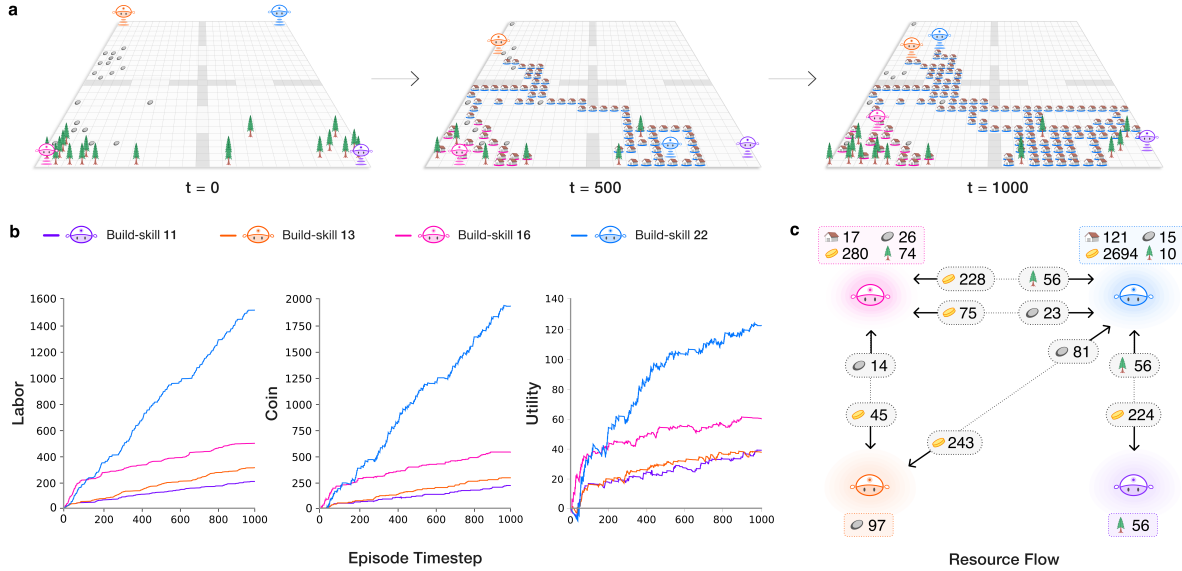 a
t = 0
t = 500
t = 1000
b
Build-skill 11
Build-skill 13
Build-skill 16
Build-skill 22
Labor
1600
1400
1200
1000
800
600
400
200
0
0 200 400 600 800 1000
Coin
2000
1750
1500
1250
1000
750
500
250
0
0 200 400 600 800 1000
Utility
140
120
100
80
60
40
20
0
0 200 400 600 800 1000
Episode Timestep
c
17 26
280 74
121 15
2694 10
228 56
75 23
14
81
56
45
224
243
97
56
Resource Flow